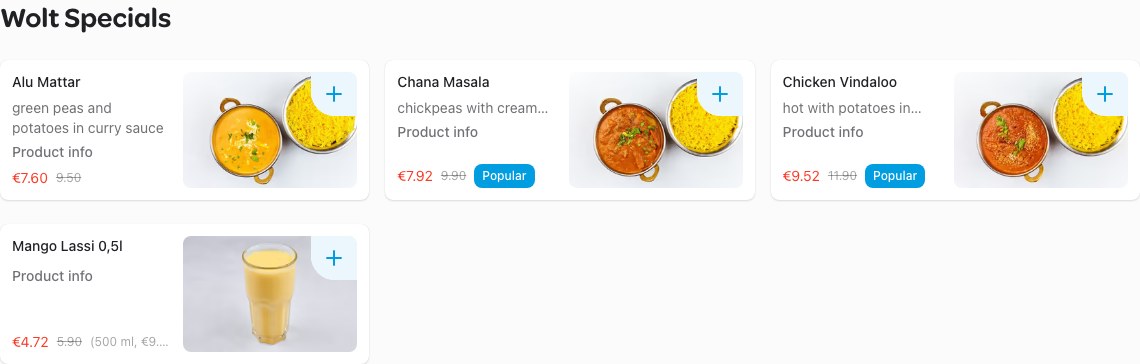 Wolt Specials
Alu Mattar
green peas and
potatoes in curry sauce
Product info
€7.60 9.50
Chana Masala
chickpeas with cream...
Product info
€7.92 9.90 Popular
Chicken Vindaloo
hot with potatoes in...
Product info
€9.52 11.90 Popular
Mango Lassi 0,5l
Product info
€4.72 5.90 (500 ml, €9....